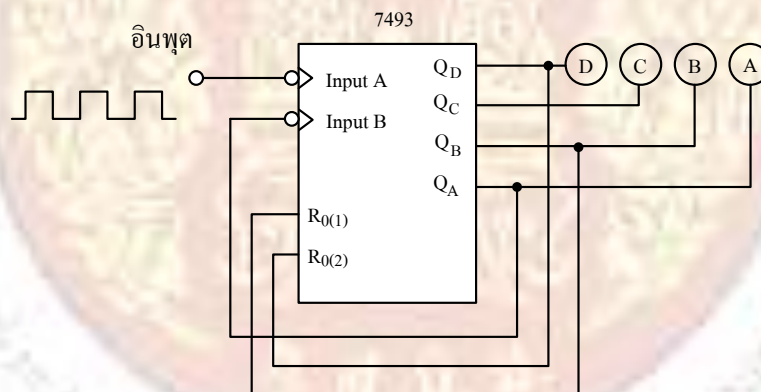 7493
อินพุต
Input A
Input B
R0(1)
R0(2)
QD
QC
QB
QA
D
C
B
A